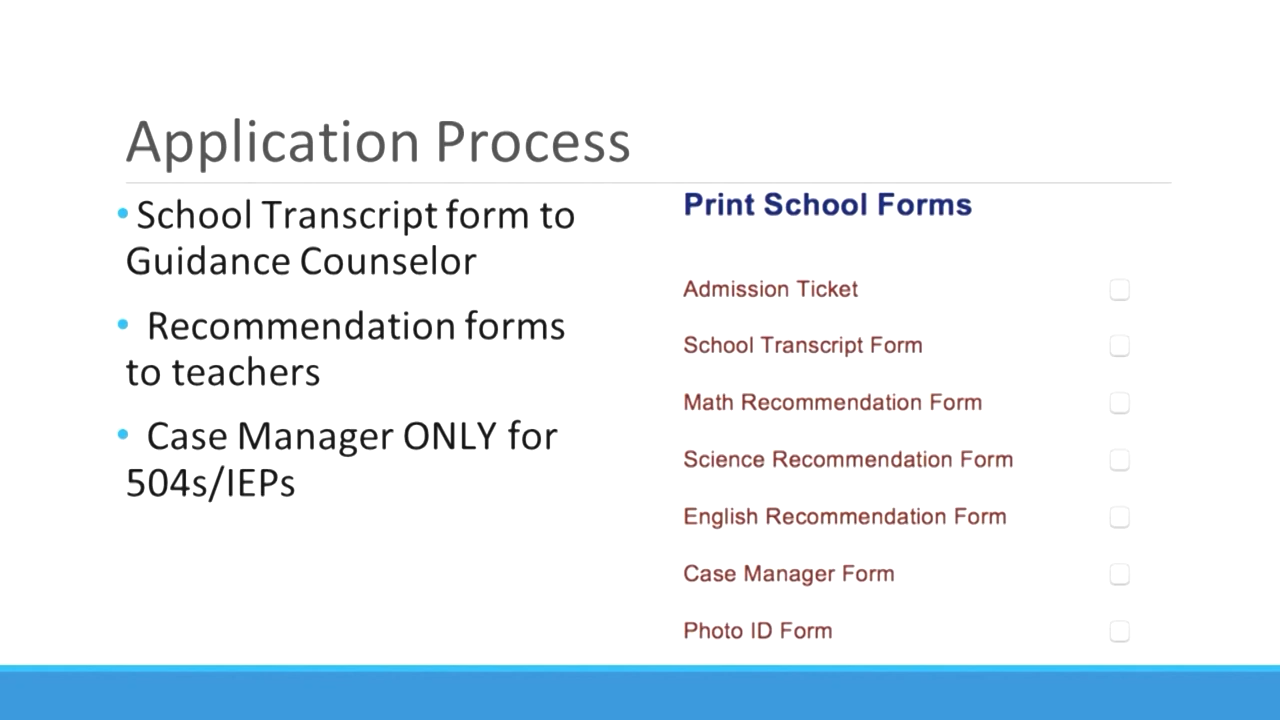 Application Process
• School Transcript form to
Guidance Counselor
• Recommendation forms
to teachers
• Case Manager ONLY for
504s/IEPs
Print School Forms
Admission Ticket
School Transcript Form
Math Recommendation Form
Science Recommendation Form
English Recommendation Form
Case Manager Form
Photo ID Form